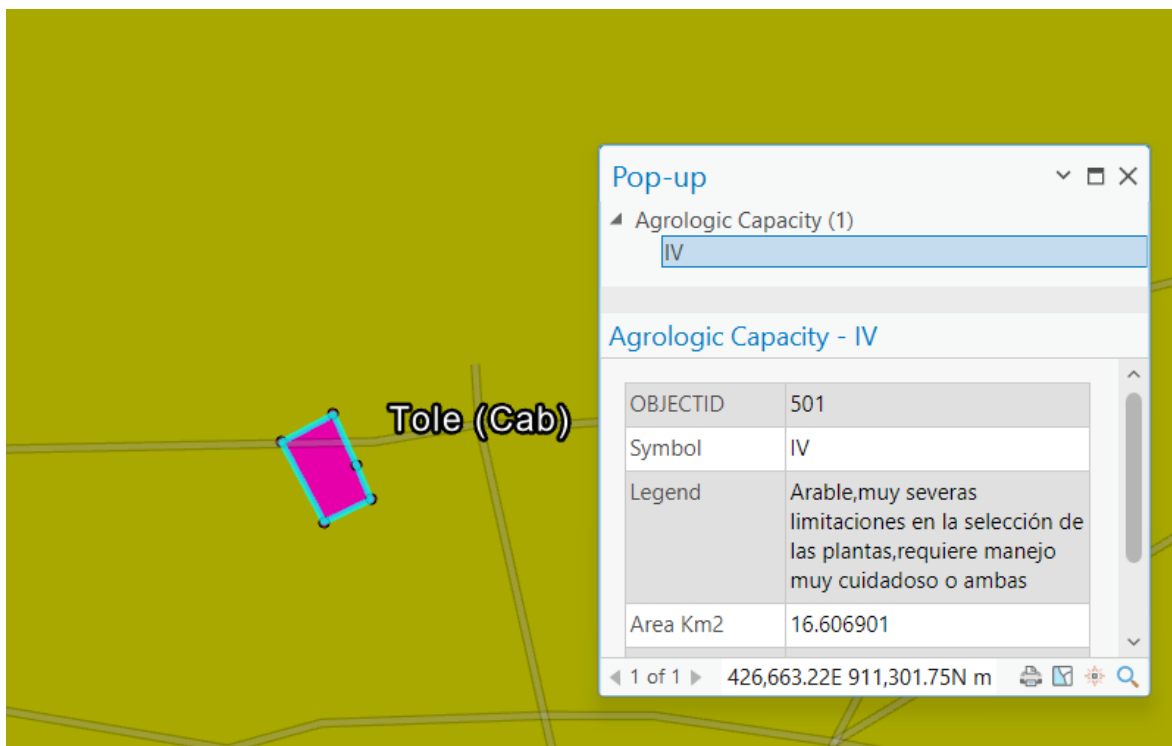 Tole (Cab)
Pop-up
Agrologic Capacity (1)
IV
Agrologic Capacity - IV
OBJECTID 501
Symbol IV
Legend Arable,muy severas
limitaciones en la selección de
las plantas,requiere manejo
muy cuidadoso o ambas
Area Km2 16.606901
1 of 1 426,663.22E 911,301.75N m